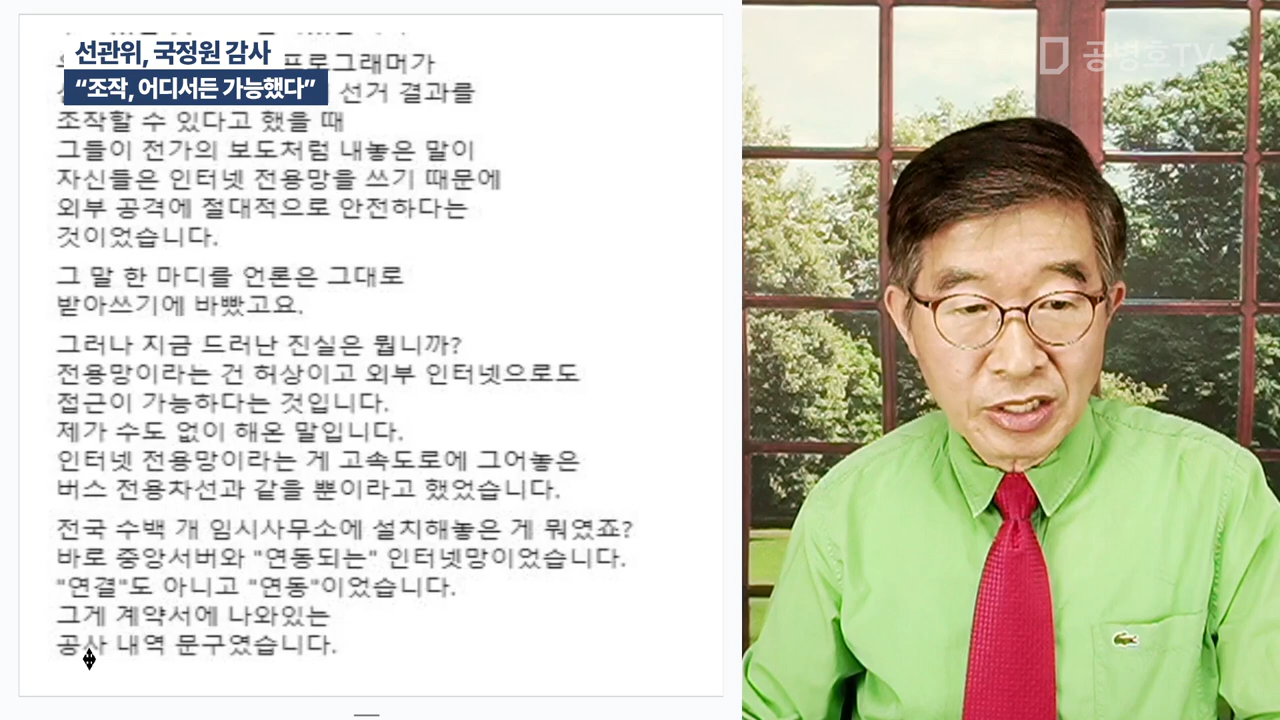 선관위, 국정원 감사
“조작, 어디서든 가능했다”
프로그래머가
선거 결과를
조작할 수 있다고 했을 때
그들이 전가의 보도처럼 내놓은 말이
자신들은 인터넷 전용망을 쓰기 때문에
외부 공격에 절대적으로 안전하다는
것이었습니다.
그 말 한 마디를 언론은 그대로
받아쓰기에 바빴고요.
그러나 지금 드러난 진실은 뭡니까?
전용망이라는 건 허상이고 외부 인터넷으로도
접근이 가능하다는 것입니다.
제가 수도 없이 해온 말입니다.
인터넷 전용망이라는 게 고속도로에 그어놓은
버스 전용차선과 같을 뿐이라고 했었습니다.
전국 수백 개 임시사무소에 설치해놓은 게 뭐였죠?
바로 중앙서버와 "연동되는" 인터넷망이었습니다.
"연결"도 아니고 "연동"이었습니다.
그게 계약서에 나와있는
공사 내역 문구였습니다.
공병호TV